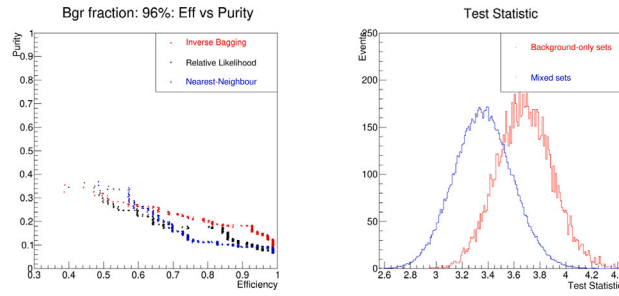 Bgr fraction: 96%: Eff vs Purity
Purity
1
0.9
0.8
0.7
0.6
0.5
0.4
0.3
0.2
0.1
0
Inverse Bagging
Relative Likelihood
Nearest-Neighbour
0.3 0.4 0.5 0.6 0.7 0.8 0.9 1
Efficiency
Test Statistic
Events
250
200
150
100
50
0
Background-only sets
Mixed sets
2.6 2.8 3 3.2 3.4 3.6 3.8 4 4.2
Test Statistic